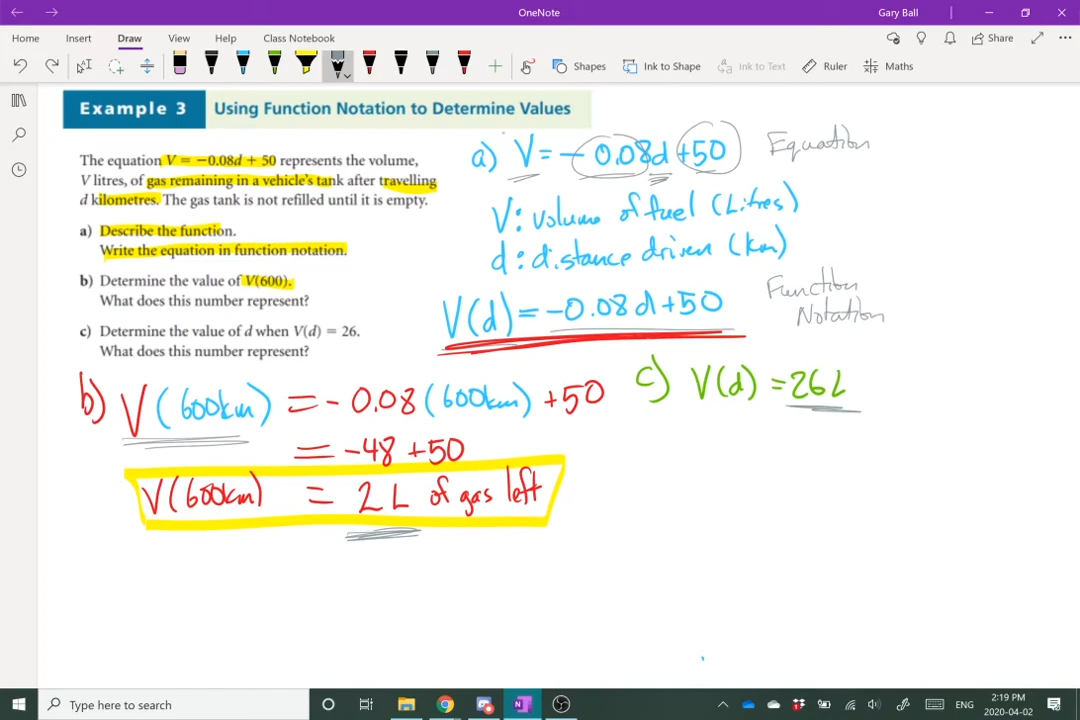 OneNote
Gary Ball
Home Insert Draw View Help Class Notebook
Share
Shapes Ink to Shape Ink to Text Ruler Maths
Example 3 Using Function Notation to Determine Values
The equation V = −0.08d + 50 represents the volume,
V litres, of gas remaining in a vehicle's tank after travelling
d kilometres. The gas tank is not refilled until it is empty.
a) Describe the function.
Write the equation in function notation.
b) Determine the value of V(600).
What does this number represent?
c) Determine the value of d when V(d) = 26.
What does this number represent?
a) V = -0.08d +50 Equation
V: volume of fuel (Litres)
d: distance driven (km)
V(d) = -0.08d+50 Function
Notation
b) V(600km) = -0.08(600km) +50
= -48 +50
V(600km) = 2L of gas left
c) V(d) = 26L
Type here to search
ENG
2:19 PM
2020-04-02